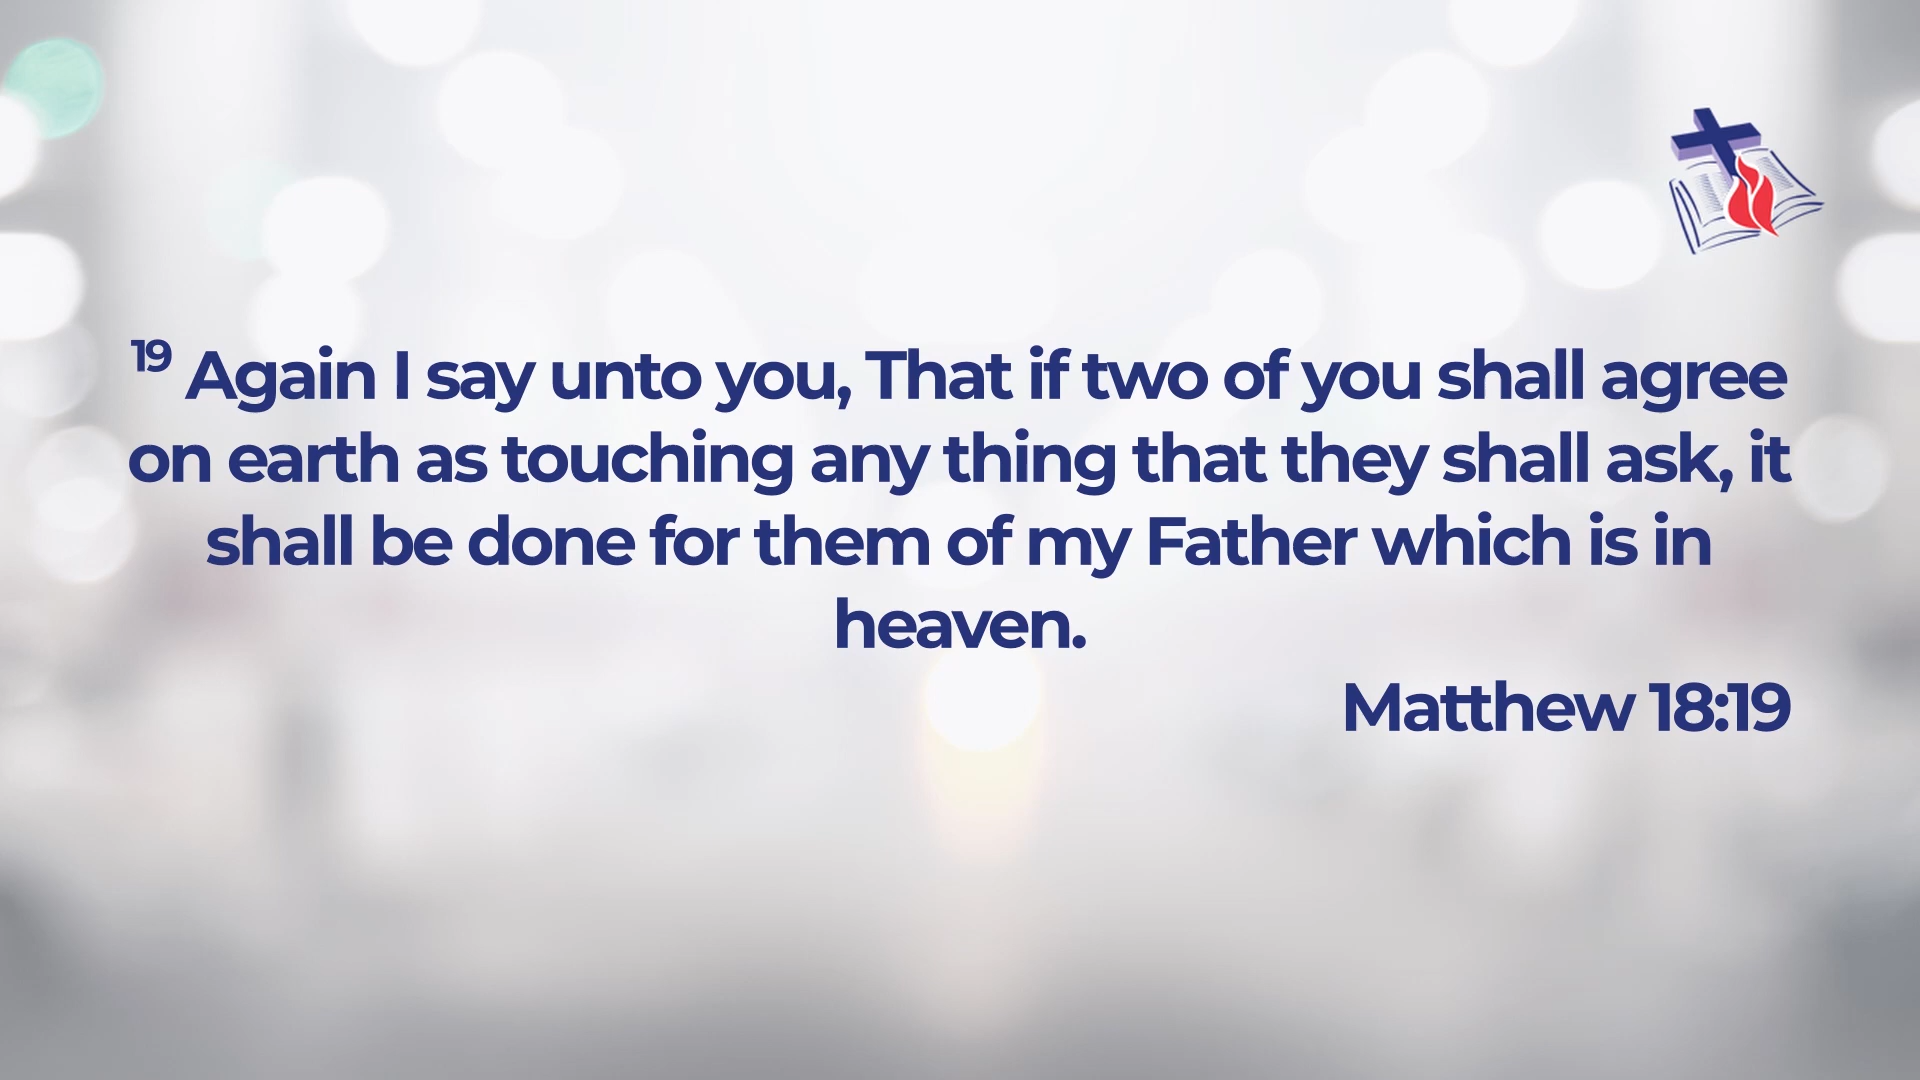 19 Again I say unto you, That if two of you shall agree
on earth as touching any thing that they shall ask, it
shall be done for them of my Father which is in
heaven.
Matthew 18:19